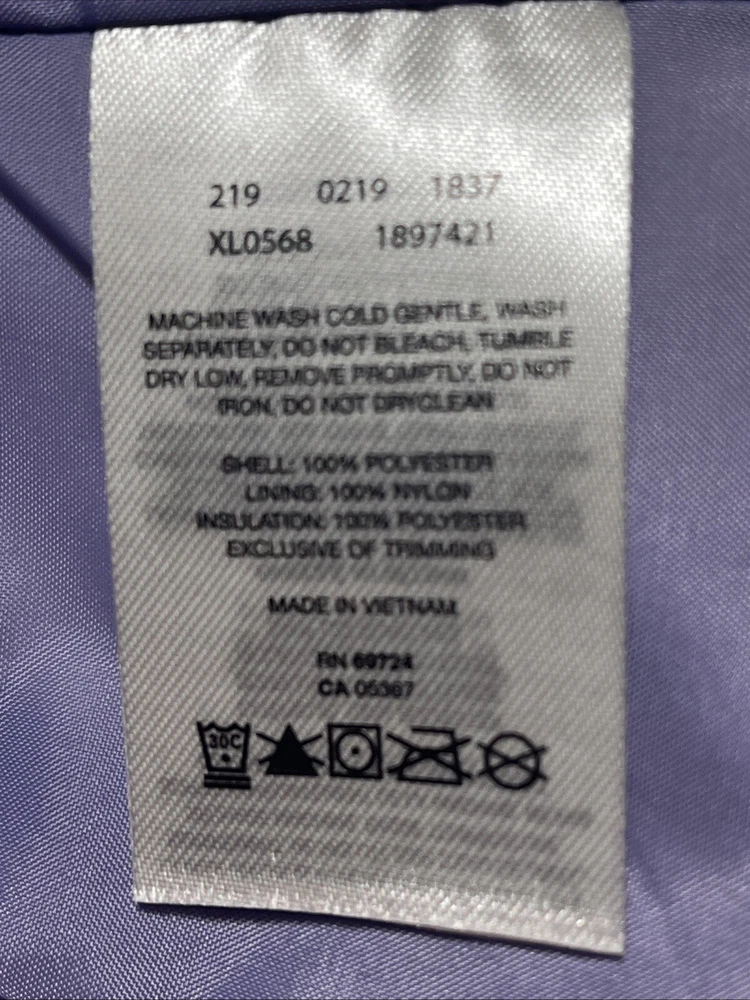 219 0219 1837
XL0568 1897421
MACHINE WASH COLD GENTLE, WASH
SEPARATELY, DO NOT BLEACH, TUMBLE
DRY LOW, REMOVE PROMPTLY, DO NOT
IRON, DO NOT DRYCLEAN
SHELL: 100% POLYESTER
LINING: 100% NYLON
INSULATION: 100% POLYESTER
EXCLUSIVE OF TRIMMING
MADE IN VIETNAM
RN 69724
CA 05367
30C